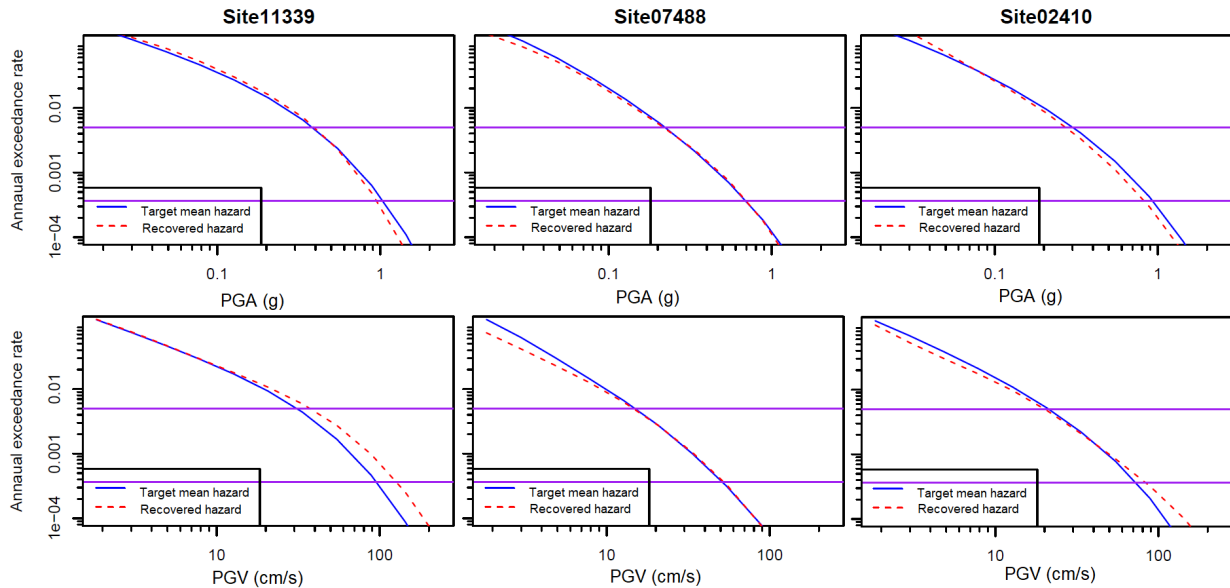 Site11339
Site07488
Site02410
Annual exceedance rate
0.01
0.001
1e−04
Target mean hazard
Recovered hazard
Target mean hazard
Recovered hazard
Target mean hazard
Recovered hazard
0.1 1
0.1 1
0.1 1
PGA (g)
PGA (g)
PGA (g)
Annual exceedance rate
0.01
0.001
1e−04
Target mean hazard
Recovered hazard
Target mean hazard
Recovered hazard
Target mean hazard
Recovered hazard
10 100
10 100
10 100
PGV (cm/s)
PGV (cm/s)
PGV (cm/s)